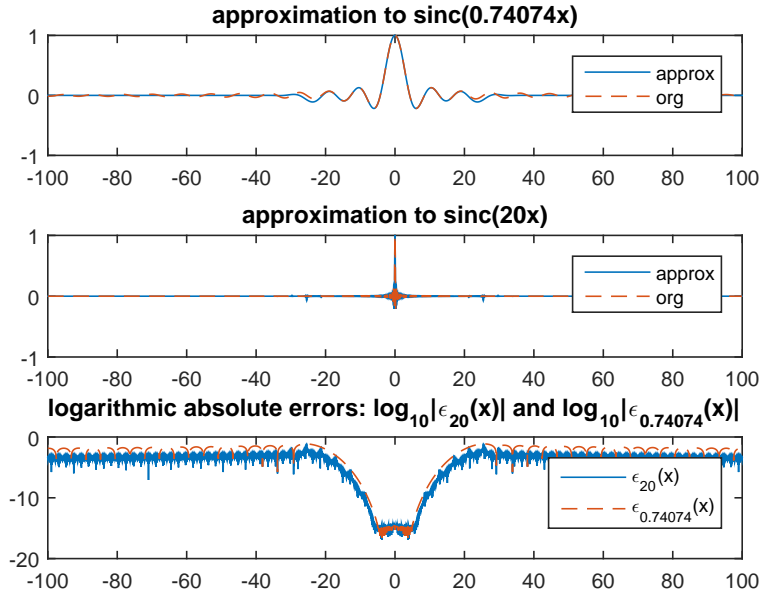 approximation to sinc(0.74074x)
1
0
-1
approx
org
-100 -80 -60 -40 -20 0 20 40 60 80 100
approximation to sinc(20x)
1
0
-1
approx
org
-100 -80 -60 -40 -20 0 20 40 60 80 100
logarithmic absolute errors: log10|ϵ20(x)| and log10|ϵ0.74074(x)|
0
-10
-20
ϵ20(x)
ϵ0.74074(x)
-100 -80 -60 -40 -20 0 20 40 60 80 100